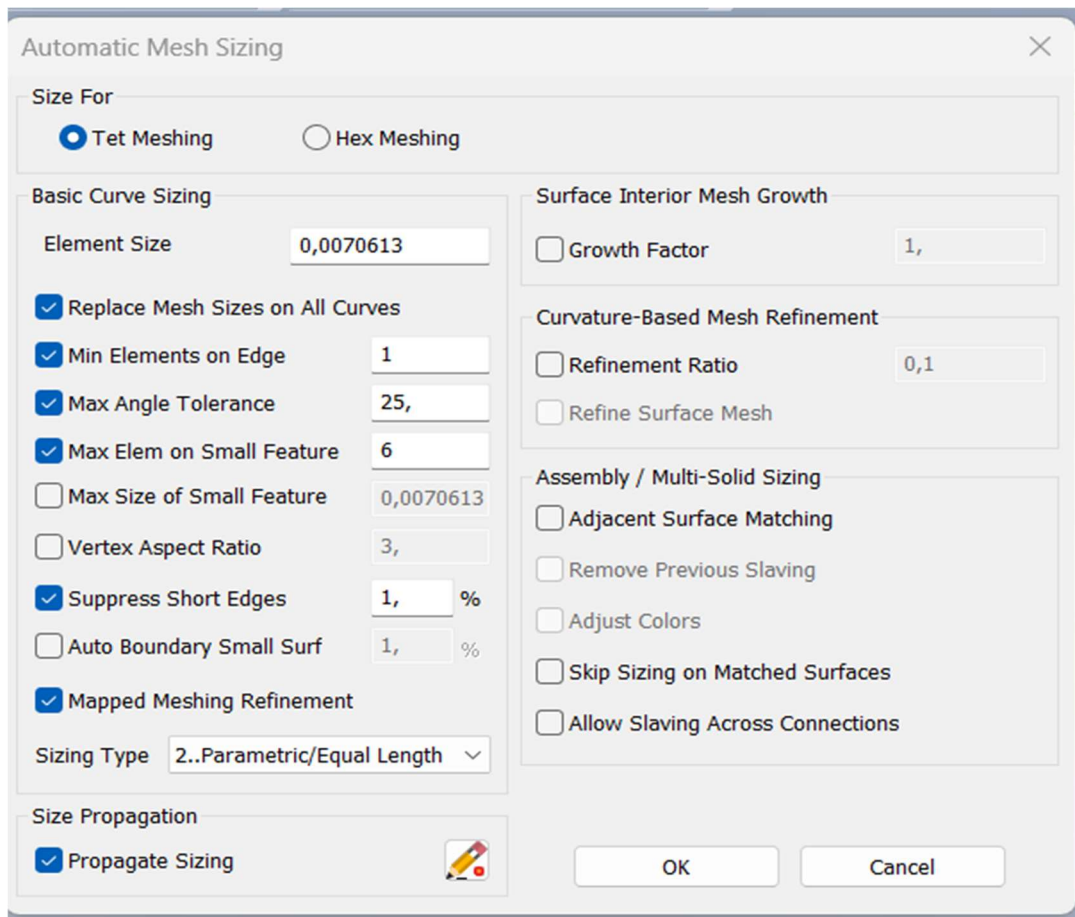 Automatic Mesh Sizing
Size For
Tet Meshing
Hex Meshing
Basic Curve Sizing
Element Size 0,0070613
Replace Mesh Sizes on All Curves
Min Elements on Edge 1
Max Angle Tolerance 25,
Max Elem on Small Feature 6
Max Size of Small Feature 0,0070613
Vertex Aspect Ratio 3,
Suppress Short Edges 1, %
Auto Boundary Small Surf 1, %
Mapped Meshing Refinement
Sizing Type 2..Parametric/Equal Length
Size Propagation
Propagate Sizing
Surface Interior Mesh Growth
Growth Factor 1,
Curvature-Based Mesh Refinement
Refinement Ratio 0,1
Refine Surface Mesh
Assembly / Multi-Solid Sizing
Adjacent Surface Matching
Remove Previous Slaving
Adjust Colors
Skip Sizing on Matched Surfaces
Allow Slaving Across Connections
OK
Cancel